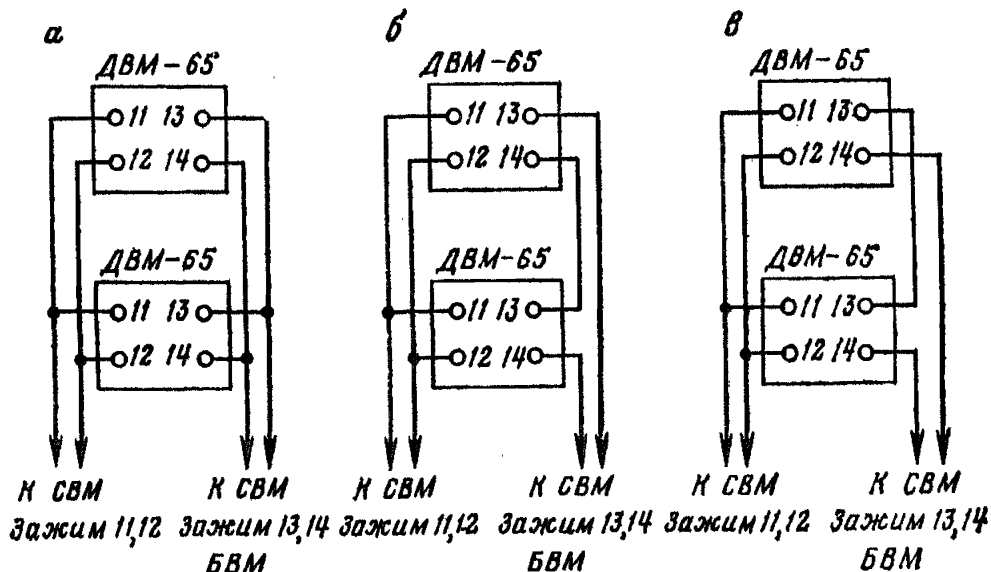 а б в
ДВМ-65 ДВМ-65 ДВМ-65
11 13 11 13 11 13
12 14 12 14 12 14
ДВМ-65 ДВМ-65 ДВМ-65
11 13 11 13 11 13
12 14 12 14 12 14
К СВМ К СВМ К СВМ К СВМ К СВМ К СВМ
Зажим 11,12 Зажим 13,14 Зажим 11,12 Зажим 13,14 Зажим 11,12 Зажим 13,14
БВМ БВМ БВМ